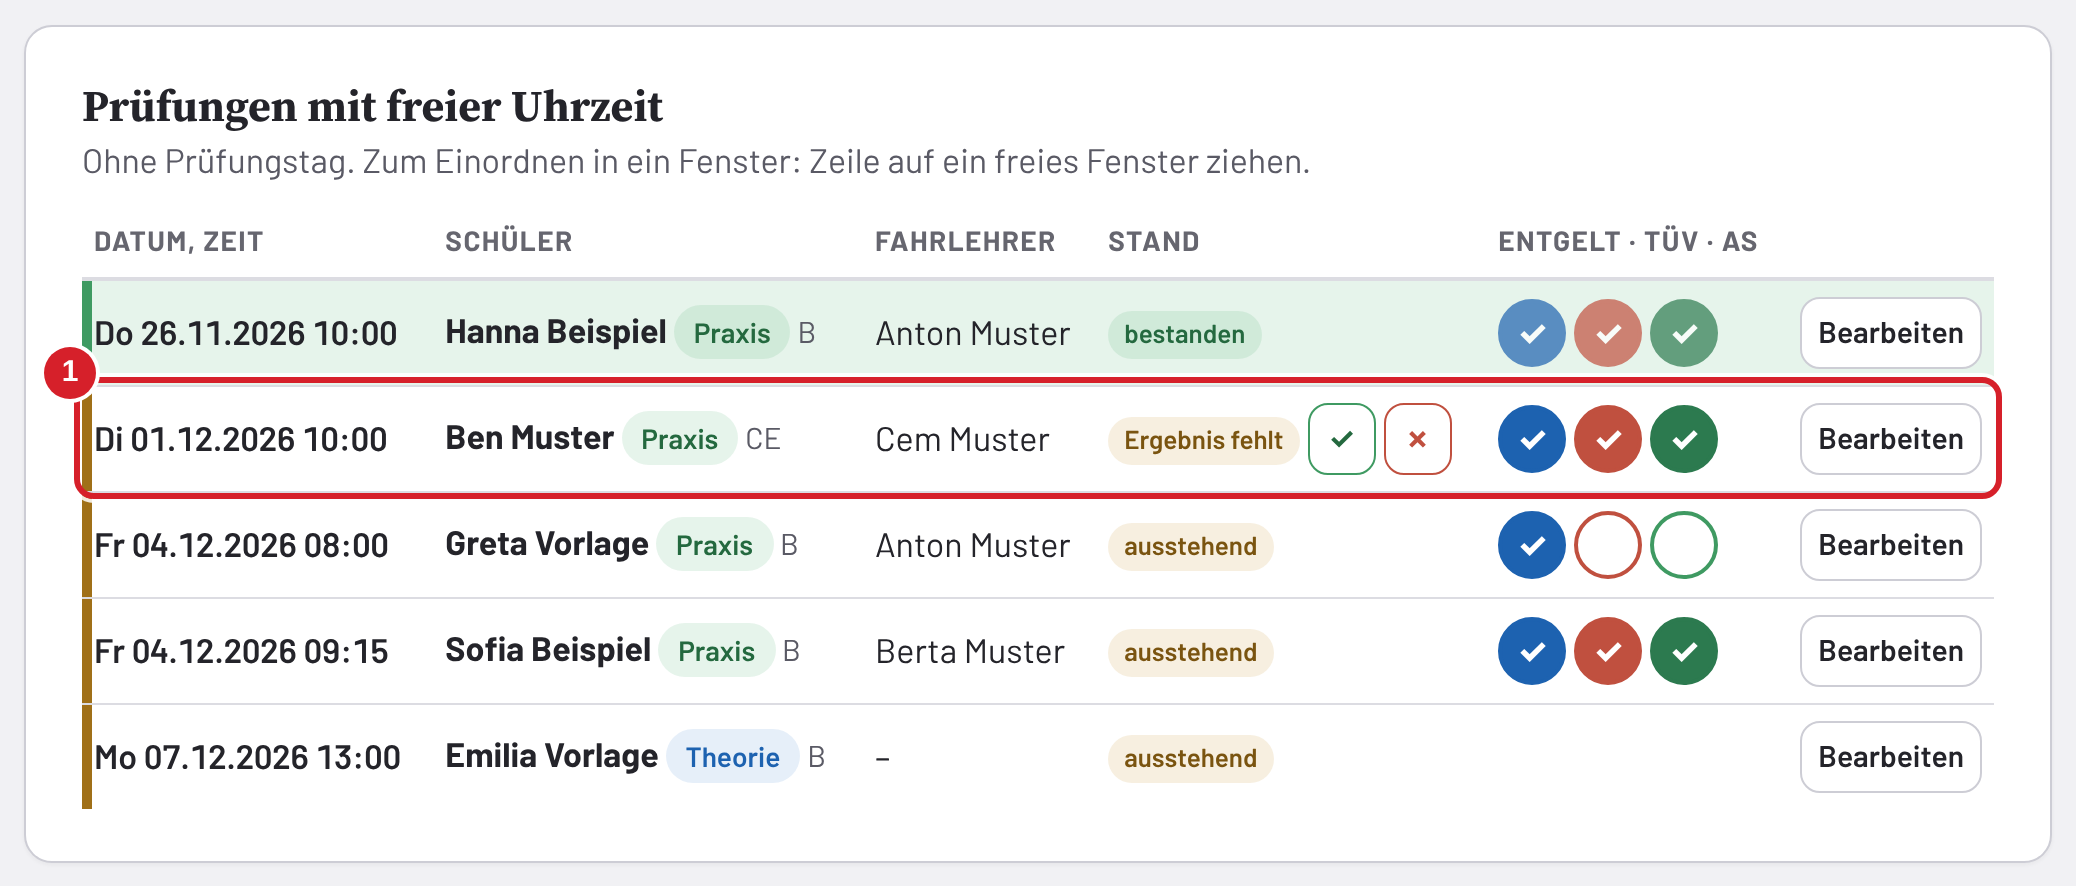 Prüfungen mit freier Uhrzeit
Ohne Prüfungstag. Zum Einordnen in ein Fenster: Zeile auf ein freies Fenster ziehen.
DATUM, ZEIT SCHÜLER FAHRLEHRER STAND ENTGELT · TÜV · AS
Do 26.11.2026 10:00 Hanna Beispiel Praxis B Anton Muster bestanden Bearbeiten
1
Di 01.12.2026 10:00 Ben Muster Praxis CE Cem Muster Ergebnis fehlt Bearbeiten
Fr 04.12.2026 08:00 Greta Vorlage Praxis B Anton Muster ausstehend Bearbeiten
Fr 04.12.2026 09:15 Sofia Beispiel Praxis B Berta Muster ausstehend Bearbeiten
Mo 07.12.2026 13:00 Emilia Vorlage Theorie B – ausstehend Bearbeiten